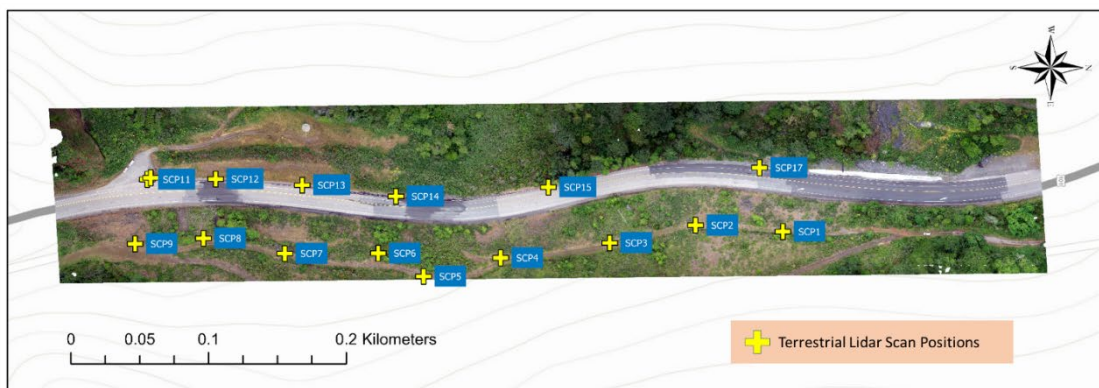 W
S
N
E
SCP17
SCP11
SCP12
SCP13
SCP14
SCP15
SCP9
SCP8
SCP7
SCP6
SCP5
SCP4
SCP3
SCP2
SCP1
0 0.05 0.1 0.2 Kilometers
Terrestrial Lidar Scan Positions